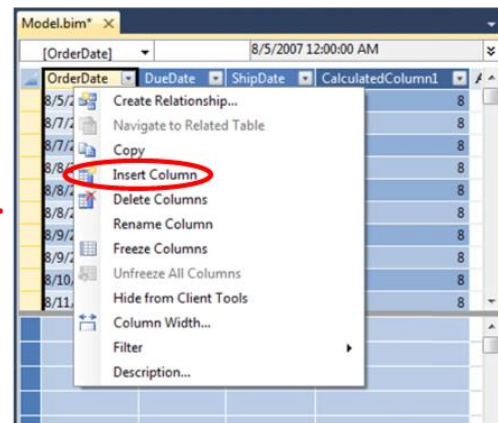 Model.bim*
[OrderDate] 8/5/2007 12:00:00 AM
OrderDate DueDate ShipDate CalculatedColumn1
8/5/2 8
8/7/2 8
8/7/2 8
8/8/ 8
8/8/2 8
8/8/2 8
8/9/2 8
8/9/2 8
8/10, 8
8/11, 8
Create Relationship...
Navigate to Related Table
Copy
Insert Column
Delete Columns
Rename Column
Freeze Columns
Unfreeze All Columns
Hide from Client Tools
Column Width...
Filter
Description...